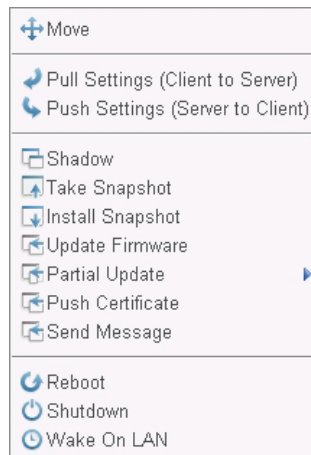 Move
Pull Settings (Client to Server)
Push Settings (Server to Client)
Shadow
Take Snapshot
Install Snapshot
Update Firmware
Partial Update
Push Certificate
Send Message
Reboot
Shutdown
Wake On LAN